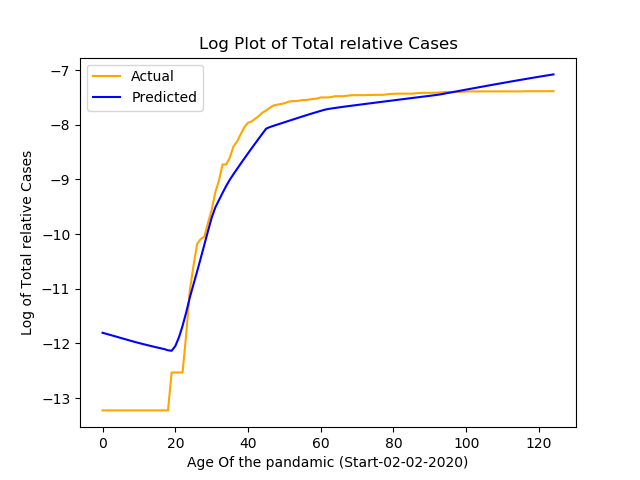 Log Plot of Total relative Cases
Actual
Predicted
−7
−8
−9
−10
−11
−12
−13
Log of Total relative Cases
0 20 40 60 80 100 120
Age Of the pandamic (Start-02-02-2020)